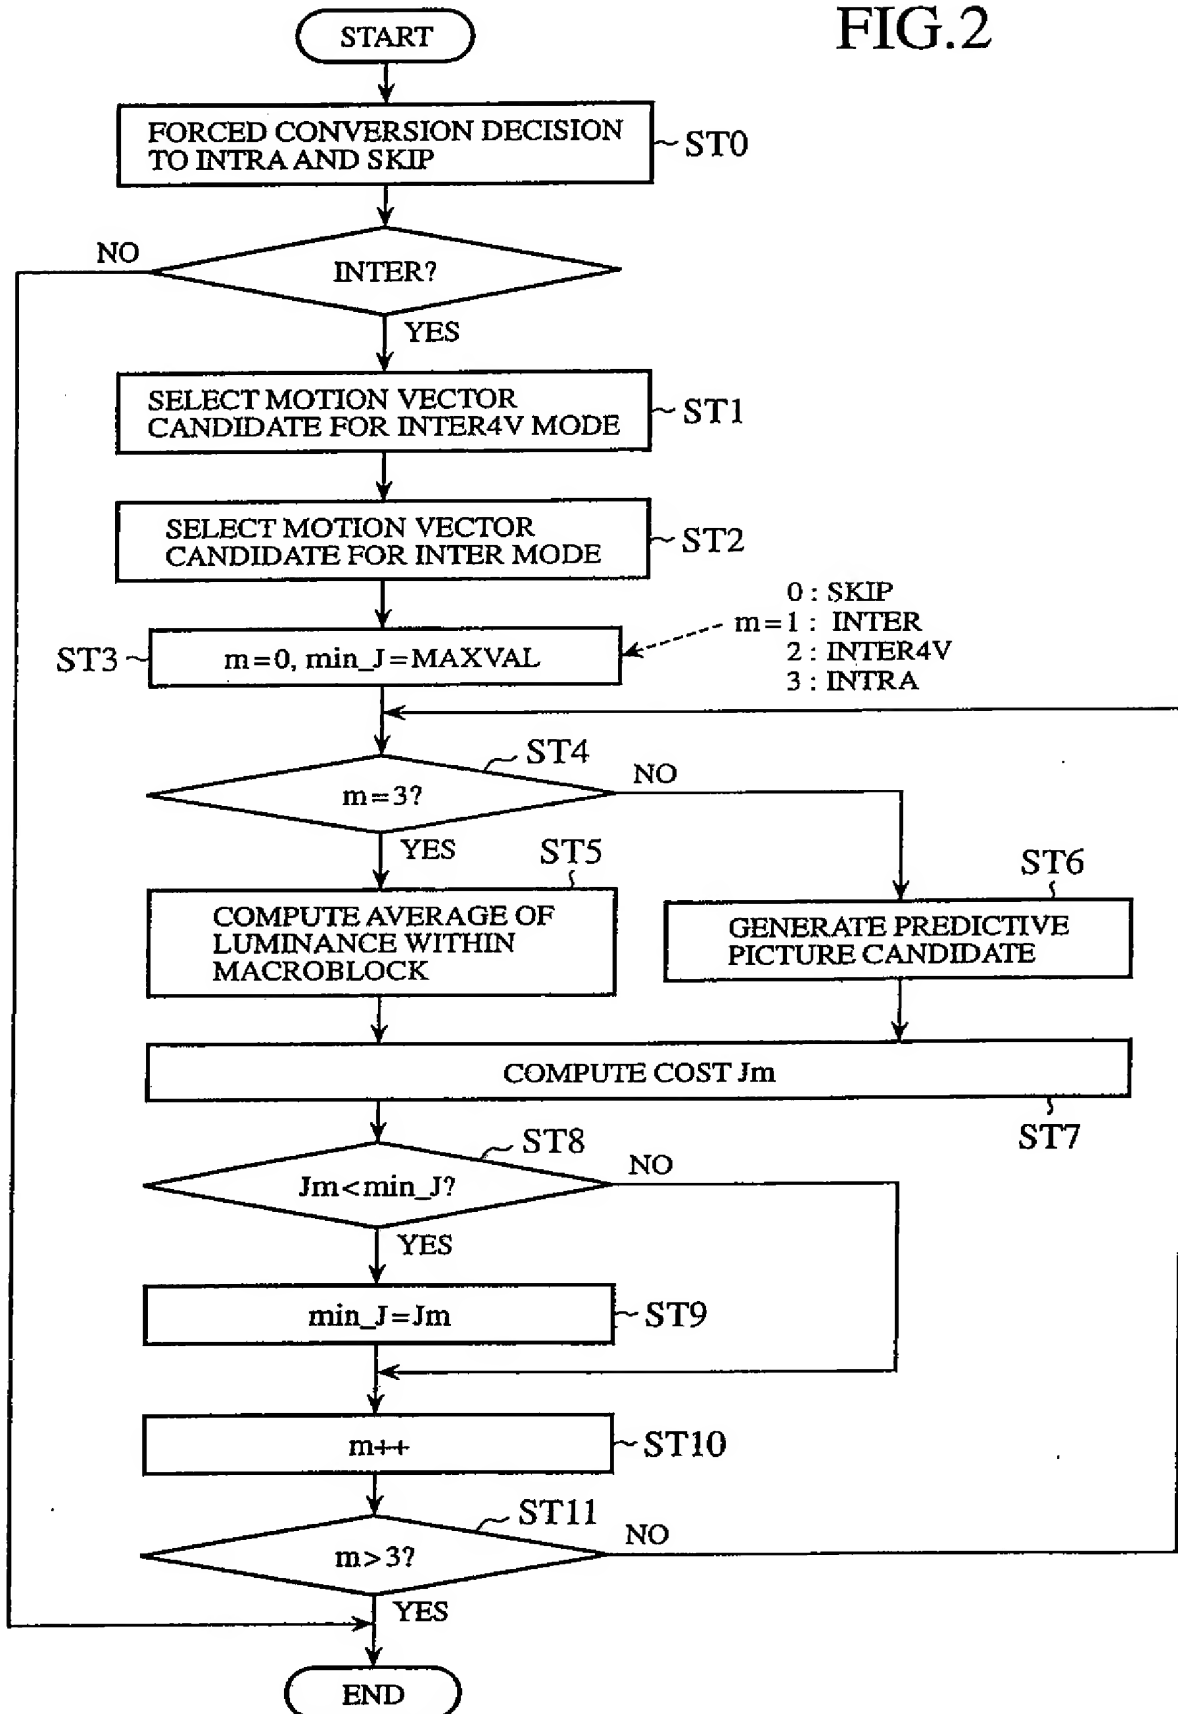 FIG.2
START
FORCED CONVERSION DECISION
TO INTRA AND SKIP
ST0
NO
INTER?
YES
SELECT MOTION VECTOR
CANDIDATE FOR INTER4V MODE
ST1
SELECT MOTION VECTOR
CANDIDATE FOR INTER MODE
ST2
0 : SKIP
m=1 : INTER
2 : INTER4V
3 : INTRA
ST3
m=0, min_J=MAXVAL
ST4
NO
m=3?
YES
ST5
ST6
COMPUTE AVERAGE OF
LUMINANCE WITHIN
MACROBLOCK
GENERATE PREDICTIVE
PICTURE CANDIDATE
COMPUTE COST Jm
ST7
ST8
NO
Jm<min_J?
YES
min_J=Jm
ST9
m++
ST10
ST11
NO
m>3?
YES
END